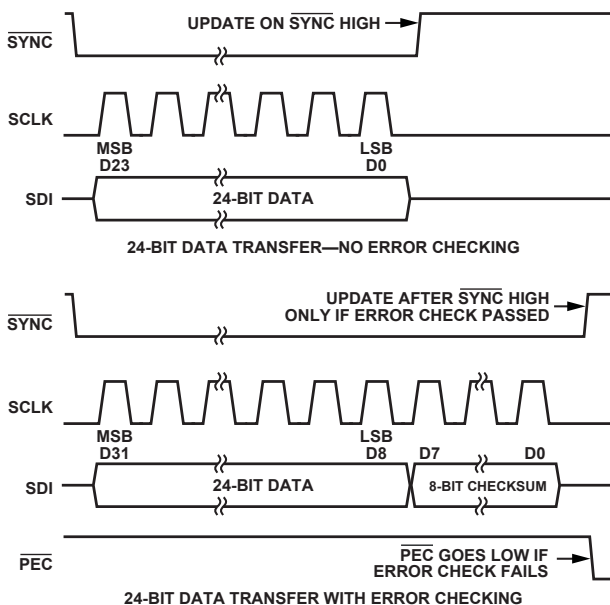 UPDATE ON SYNC HIGH
SYNC
SCLK
MSB LSB
D23 D0
SDI 24-BIT DATA
24-BIT DATA TRANSFER—NO ERROR CHECKING
UPDATE AFTER SYNC HIGH
ONLY IF ERROR CHECK PASSED
SYNC
SCLK
MSB LSB
D31 D8 D7 D0
SDI 24-BIT DATA 8-BIT CHECKSUM
PEC GOES LOW IF
ERROR CHECK FAILS
PEC
24-BIT DATA TRANSFER WITH ERROR CHECKING